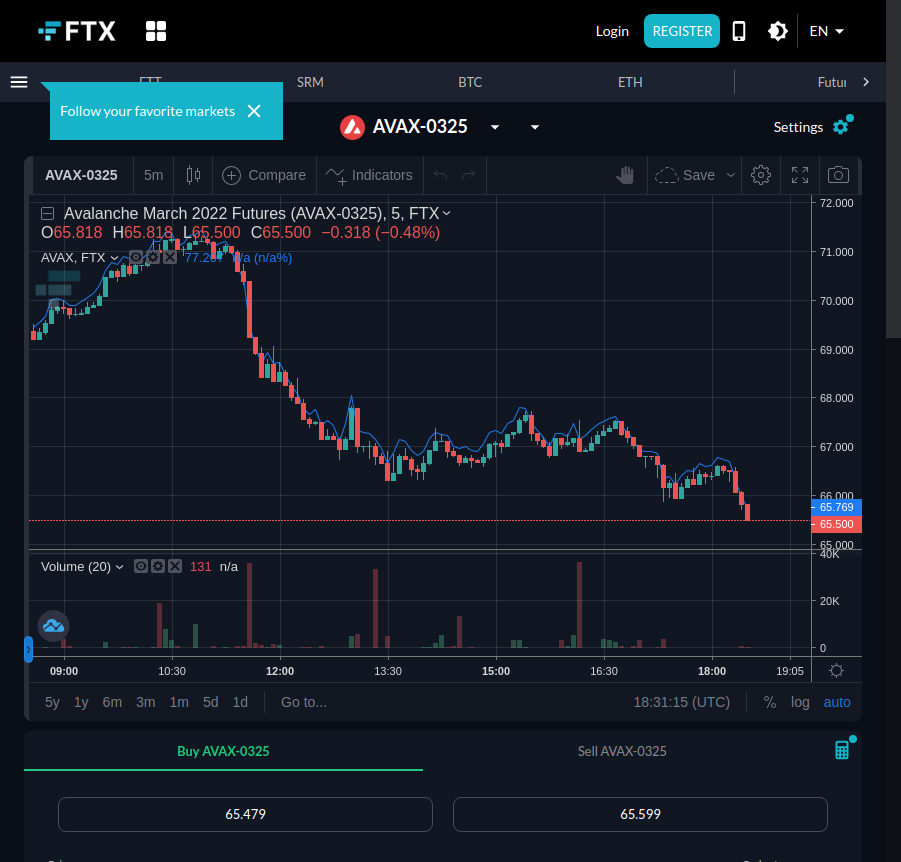 FTX
Login
REGISTER
EN
FTT
SRM
BTC
ETH
Futur
Follow your favorite markets
AVAX-0325
Settings
AVAX-0325
5m
Compare
Indicators
Save
Avalanche March 2022 Futures (AVAX-0325), 5, FTX
O65.818 H65.818 L65.500 C65.500 −0.318 (−0.48%)
AVAX, FTX
n/a (n/a%)
72.000
71.000
70.000
69.000
68.000
67.000
66.000
65.769
65.500
65.000
Volume (20)
131 n/a
40K
20K
0
09:00
10:30
12:00
13:30
15:00
16:30
18:00
19:05
5y
1y
6m
3m
1m
5d
1d
Go to...
18:31:15 (UTC)
%
log
auto
Buy AVAX-0325
Sell AVAX-0325
65.479
65.599